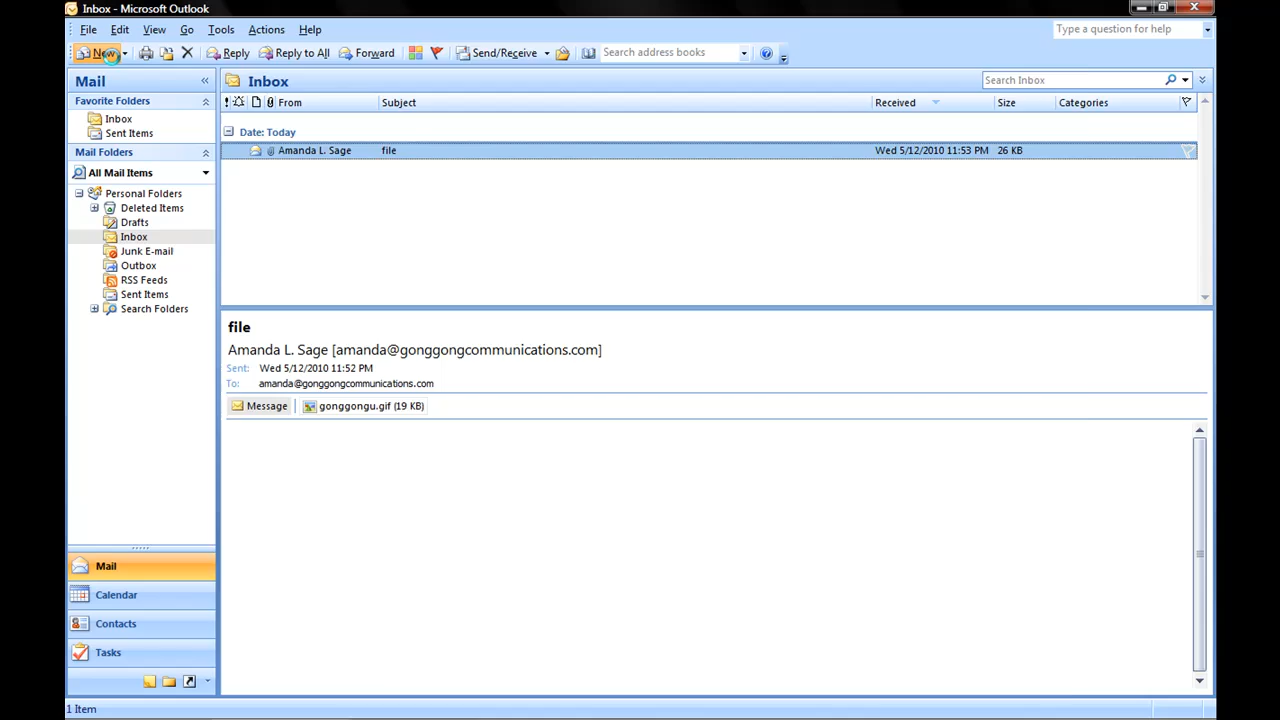 Inbox - Microsoft Outlook
File Edit View Go Tools Actions Help Type a question for help
New Reply Reply to All Forward Send/Receive Search address books
Mail
Favorite Folders
Inbox
Sent Items
Mail Folders
All Mail Items
Personal Folders
Deleted Items
Drafts
Inbox
Junk E-mail
Outbox
RSS Feeds
Sent Items
Search Folders
Mail
Calendar
Contacts
Tasks
Inbox Search Inbox
From Subject Received Size Categories
Date: Today
Amanda L. Sage file Wed 5/12/2010 11:53 PM 26 KB
file
Amanda L. Sage [amanda@gonggongcommunications.com]
Sent: Wed 5/12/2010 11:52 PM
To: amanda@gonggongcommunications.com
Message gonggongu.gif (19 KB)
1 Item